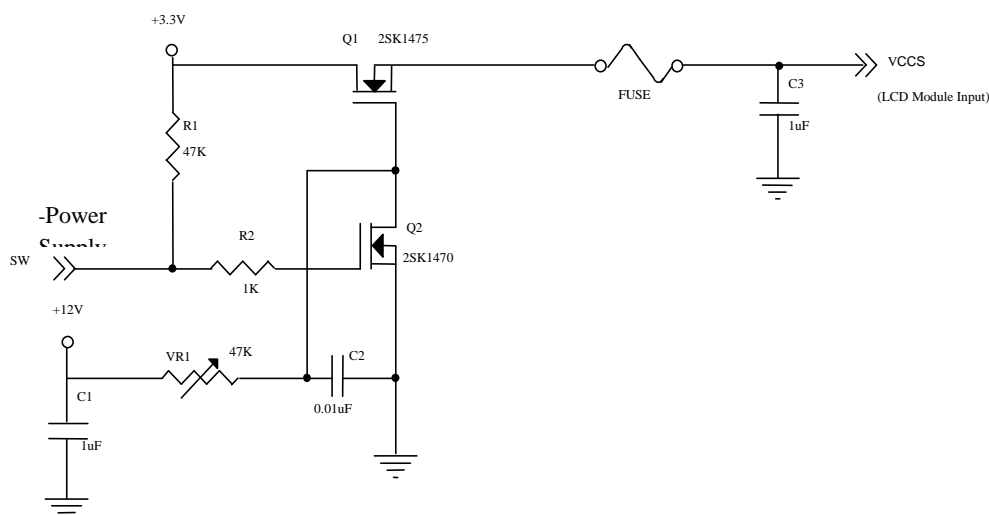 +3.3V
Q1 2SK1475
VCCS
(LCD Module Input)
FUSE
C3
1uF
R1
47K
-Power
Supply
SW
R2
1K
Q2
2SK1470
+12V
VR1 47K
C2
0.01uF
C1
1uF